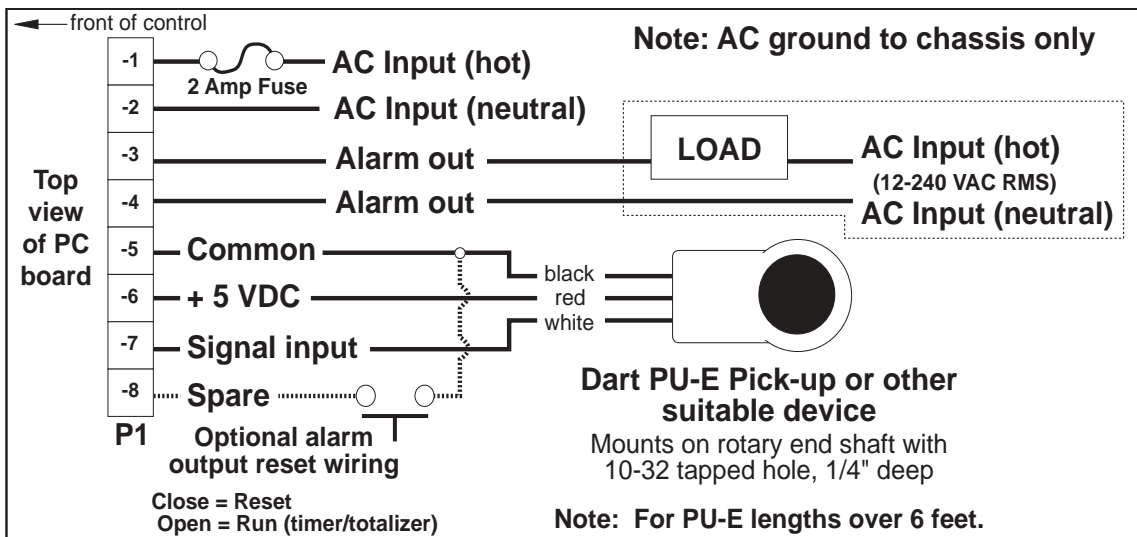 front of control
Note: AC ground to chassis only
-1 AC Input (hot)
2 Amp Fuse
-2 AC Input (neutral)
-3 Alarm out LOAD AC Input (hot)
(12-240 VAC RMS)
-4 Alarm out AC Input (neutral)
Top
view
of PC
board
-5 Common black
-6 + 5 VDC red
-7 Signal input white
-8 Spare
P1
Optional alarm
output reset wiring
Close = Reset
Open = Run (timer/totalizer)
Dart PU-E Pick-up or other
suitable device
Mounts on rotary end shaft with
10-32 tapped hole, 1/4" deep
Note: For PU-E lengths over 6 feet.